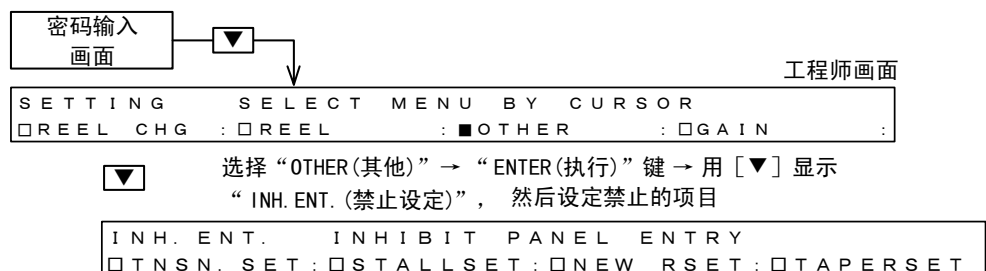 密码输入
画面
▼
工程师画面
SETTING SELECT MENU BY CURSOR
□REEL CHG :□REEL :■OTHER :□GAIN :
▼
选择“OTHER(其他)”→“ENTER(执行)”键→用［▼］显示
“INH.ENT.(禁止设定)”， 然后设定禁止的项目
INH.ENT. INHIBIT PANEL ENTRY
□TNSN.SET:□STALLSET:□NEW RSET:□TAPERSET